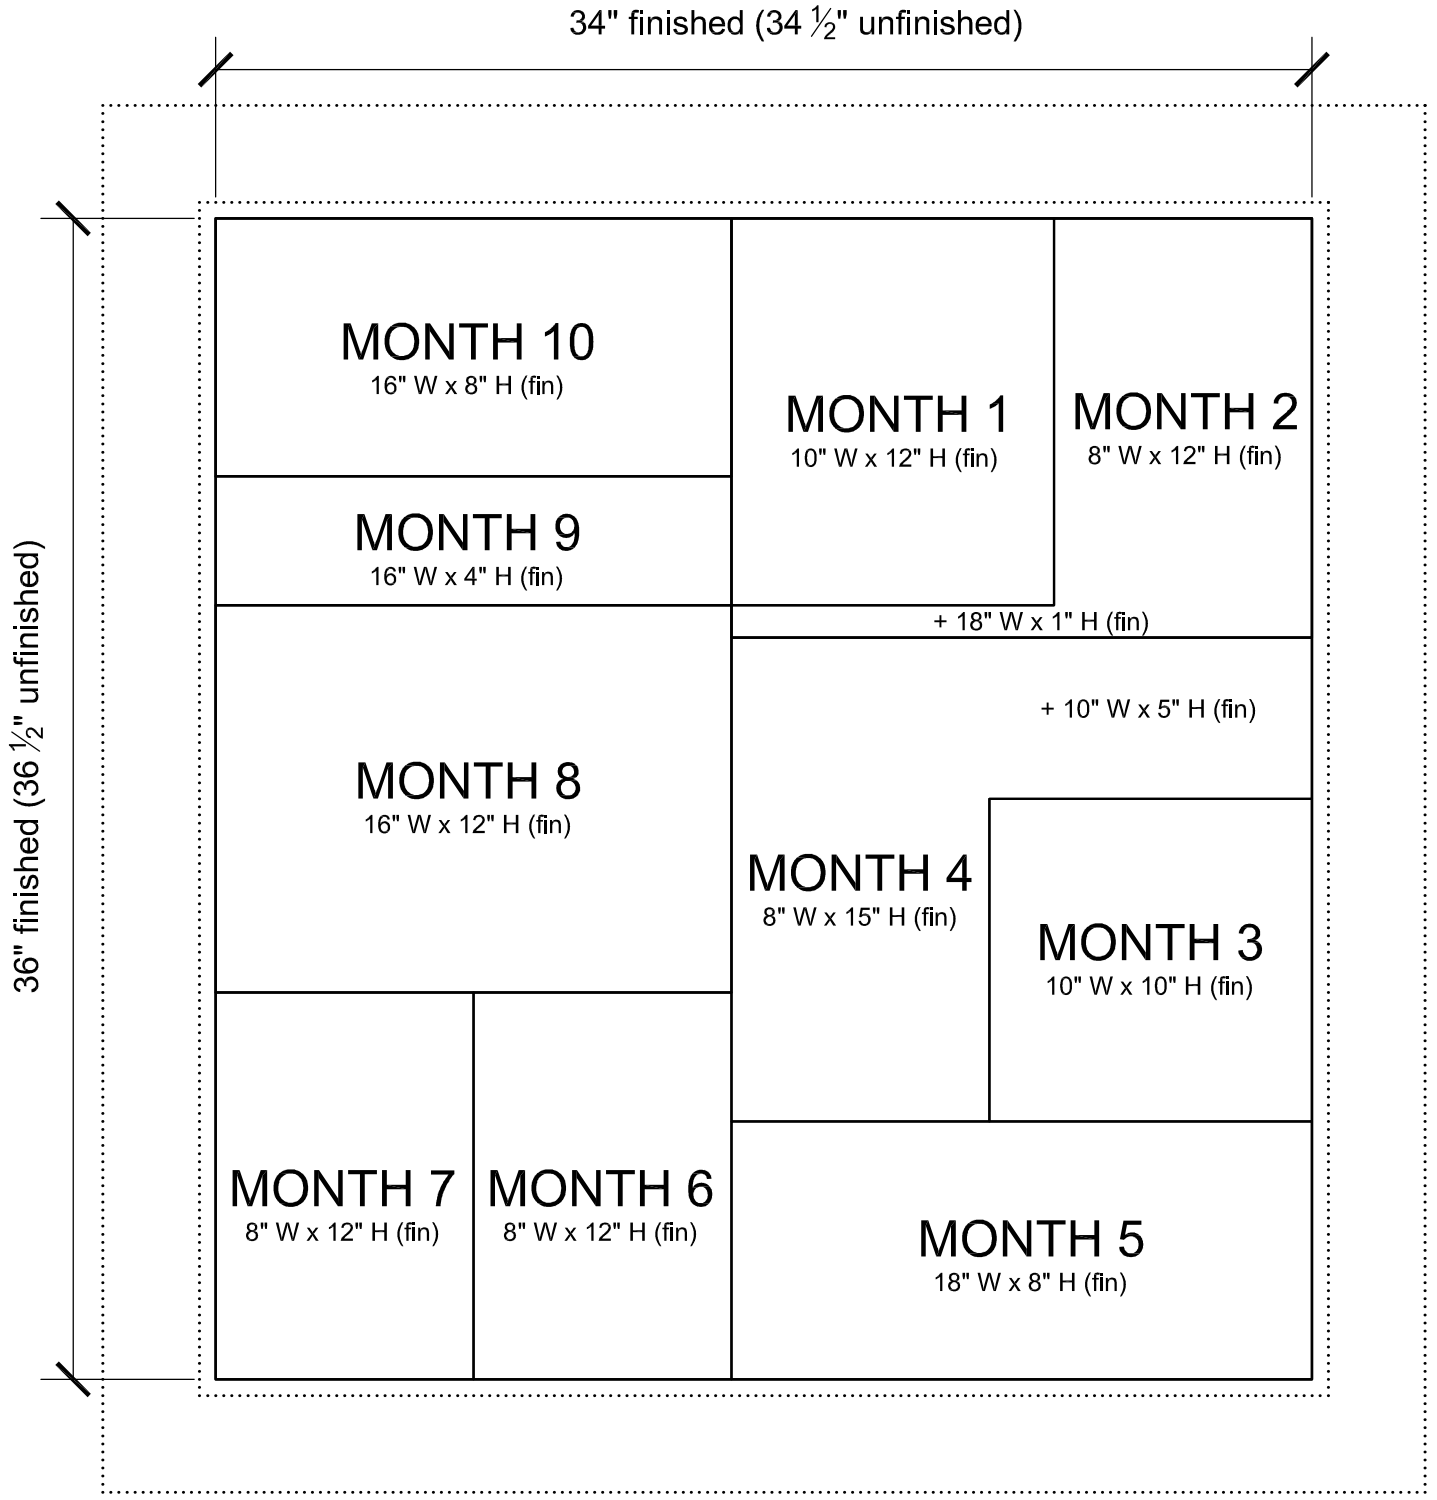 34" finished (34 ½" unfinished)
36" finished (36 ½" unfinished)
MONTH 10
16" W x 8" H (fin)
MONTH 1
10" W x 12" H (fin)
MONTH 2
8" W x 12" H (fin)
MONTH 9
16" W x 4" H (fin)
+ 18" W x 1" H (fin)
+ 10" W x 5" H (fin)
MONTH 8
16" W x 12" H (fin)
MONTH 4
8" W x 15" H (fin)
MONTH 3
10" W x 10" H (fin)
MONTH 7
8" W x 12" H (fin)
MONTH 6
8" W x 12" H (fin)
MONTH 5
18" W x 8" H (fin)